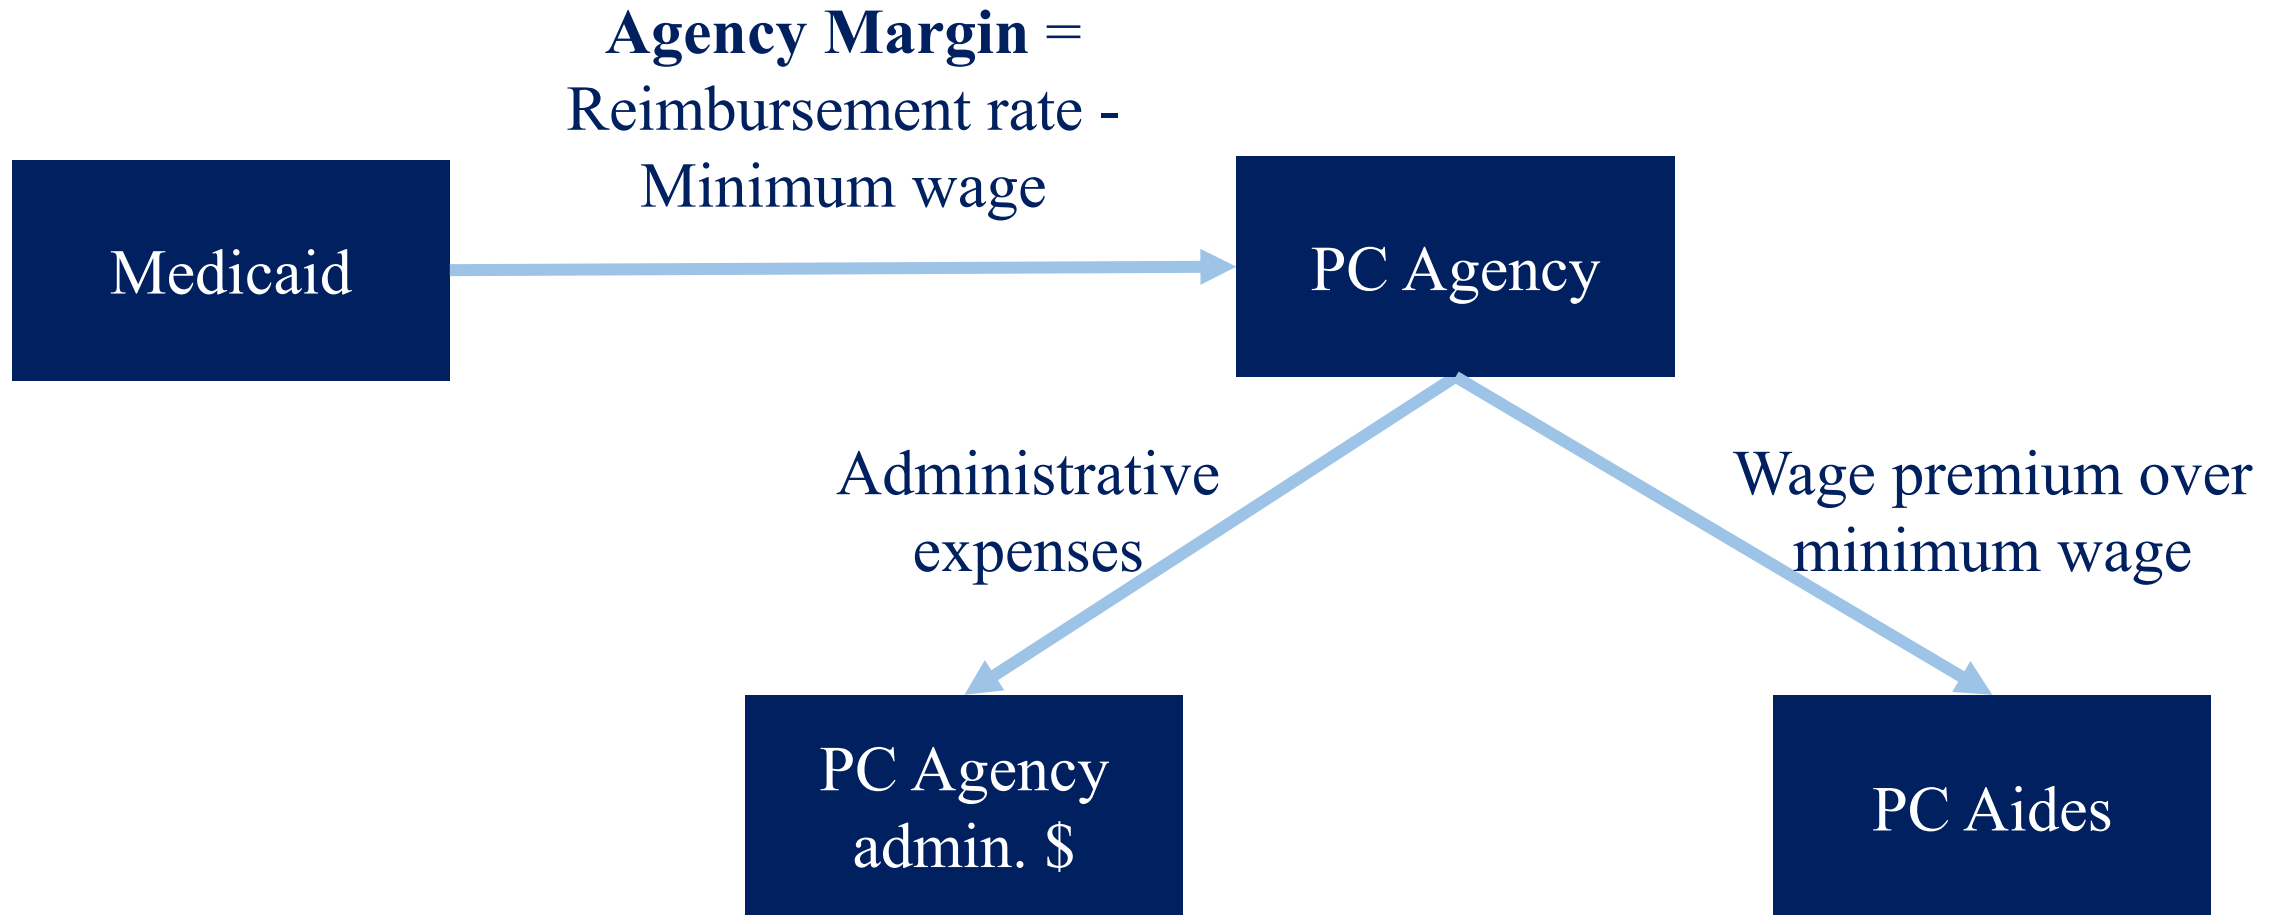 Agency Margin =
Reimbursement rate -
Minimum wage
Medicaid
PC Agency
Administrative
expenses
Wage premium over
minimum wage
PC Agency
admin. $
PC Aides